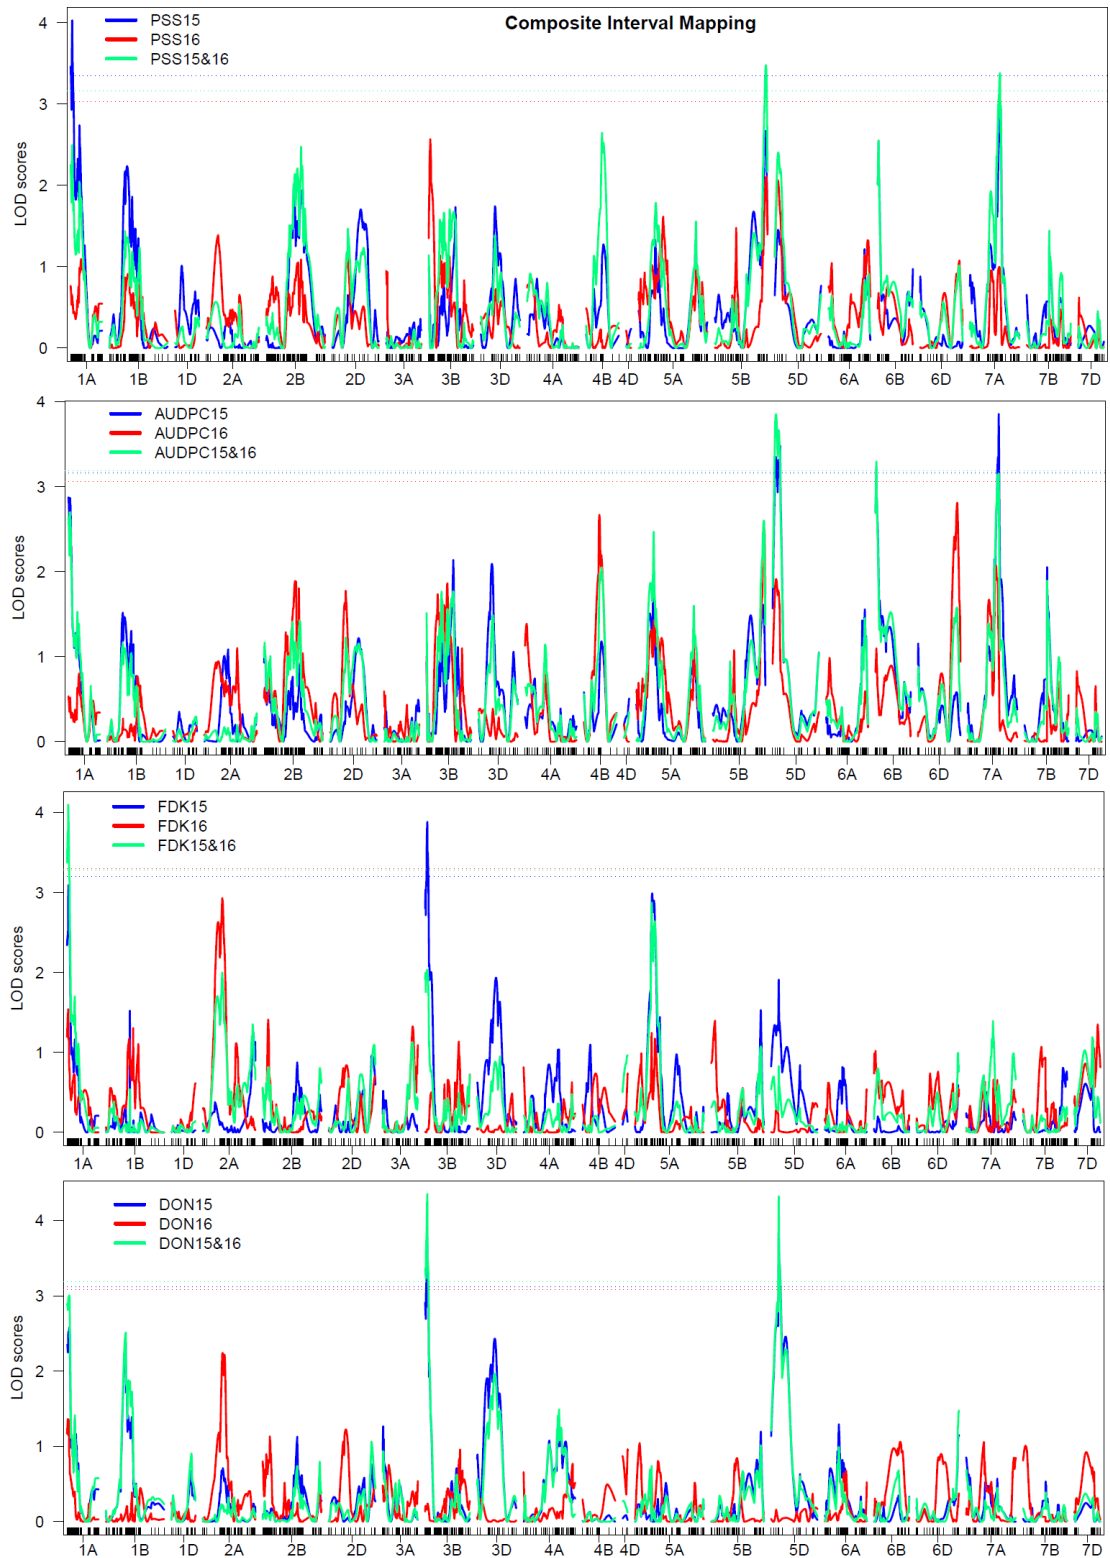 Composite Interval Mapping
PSS15
PSS16
PSS15&16
LOD scores
4
3
2
1
0
1A 1B 1D 2A 2B 2D 3A 3B 3D 4A 4B 4D 5A 5B 5D 6A 6B 6D 7A 7B 7D
AUDPC15
AUDPC16
AUDPC15&16
LOD scores
4
3
2
1
0
1A 1B 1D 2A 2B 2D 3A 3B 3D 4A 4B 4D 5A 5B 5D 6A 6B 6D 7A 7B 7D
FDK15
FDK16
FDK15&16
LOD scores
4
3
2
1
0
1A 1B 1D 2A 2B 2D 3A 3B 3D 4A 4B 4D 5A 5B 5D 6A 6B 6D 7A 7B 7D
DON15
DON16
DON15&16
LOD scores
4
3
2
1
0
1A 1B 1D 2A 2B 2D 3A 3B 3D 4A 4B 4D 5A 5B 5D 6A 6B 6D 7A 7B 7D